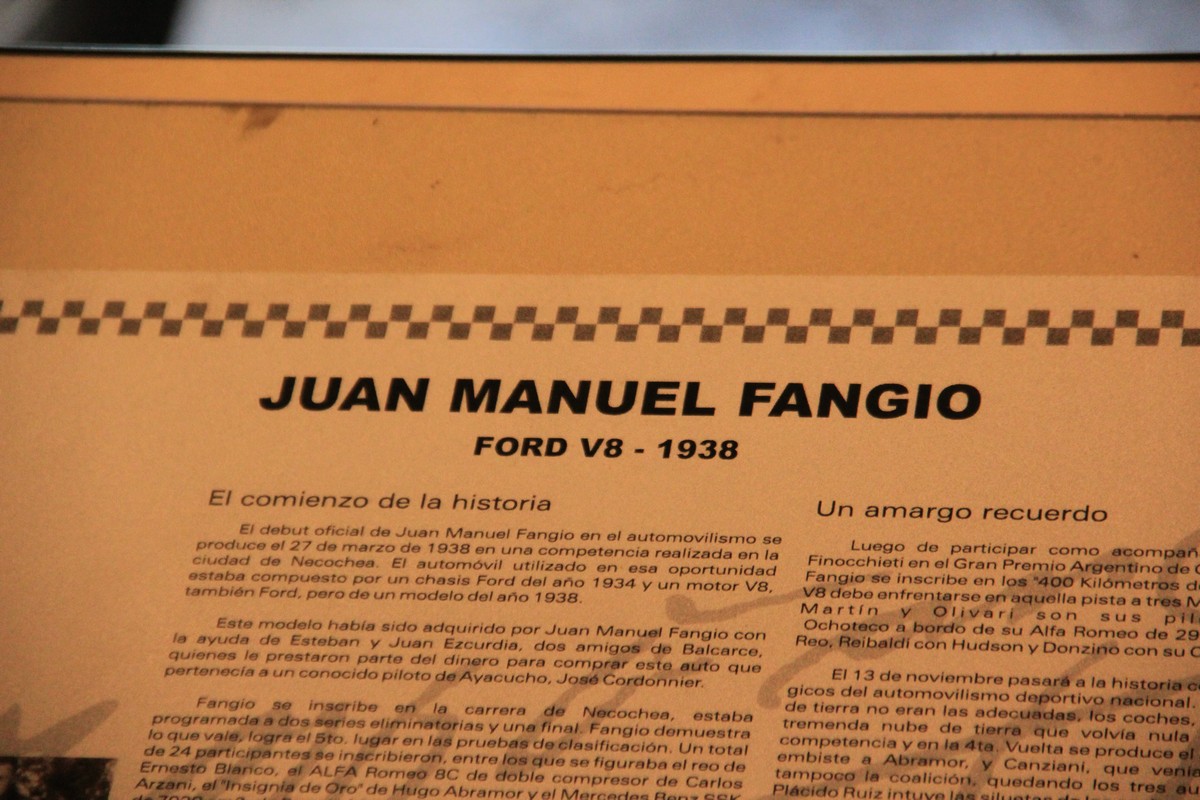 JUAN MANUEL FANGIO
FORD V8 - 1938
El comienzo de la historia
El debut oficial de Juan Manuel Fangio en el automovilismo se
produce el 27 de marzo de 1938 en una competencia realizada en la
ciudad de Necochea. El automóvil utilizado en esa oportunidad
estaba compuesto por un chasis Ford del año 1934 y un motor V8,
también Ford, pero de un modelo del año 1938.
Este modelo había sido adquirido por Juan Manuel Fangio con
la ayuda de Esteban y Juan Ezcurdia, dos amigos de Balcarce,
quienes le prestaron parte del dinero para comprar este auto que
pertenecía a un conocido piloto de Ayacucho, José Cordonnier.
Fangio se inscribe en la carrera de Necochea, estaba
programada a dos series eliminatorias y una final. Fangio demuestra
lo que vale, logra el 5to. lugar en las pruebas de clasificación. Un total
de 24 participantes se inscribieron, entre los que se figuraba el reo de
Ernesto Blanco, el ALFA Romeo 8C de doble compresor de Carlos
Arzani, el "Insignia de Oro" de Hugo Abramor y el Mercedes Benz SSK
Un amargo recuerdo
Luego de participar como acompañ
Finocchieti en el Gran Premio Argentino de
Fangio se inscribe en los "400 Kilómetros d
V8 debe enfrentarse en aquella pista a tres M
Martín y Olivari son sus pil
Ochoteco a bordo de su Alfa Romeo de 29
Reo, Reibaldi con Hudson y Donzino con su C
El 13 de noviembre pasará a la historia c
gicos del automovilismo deportivo nacional.
de tierra no eran las adecuadas, los coches,
tremenda nube de tierra que volvía nula
competencia y en la 4ta. Vuelta se produce el
embiste a Abramor, y Canziani, que venía
tampoco la coalición, quedando los tres au
Plácido Ruiz intuye las siluetas de